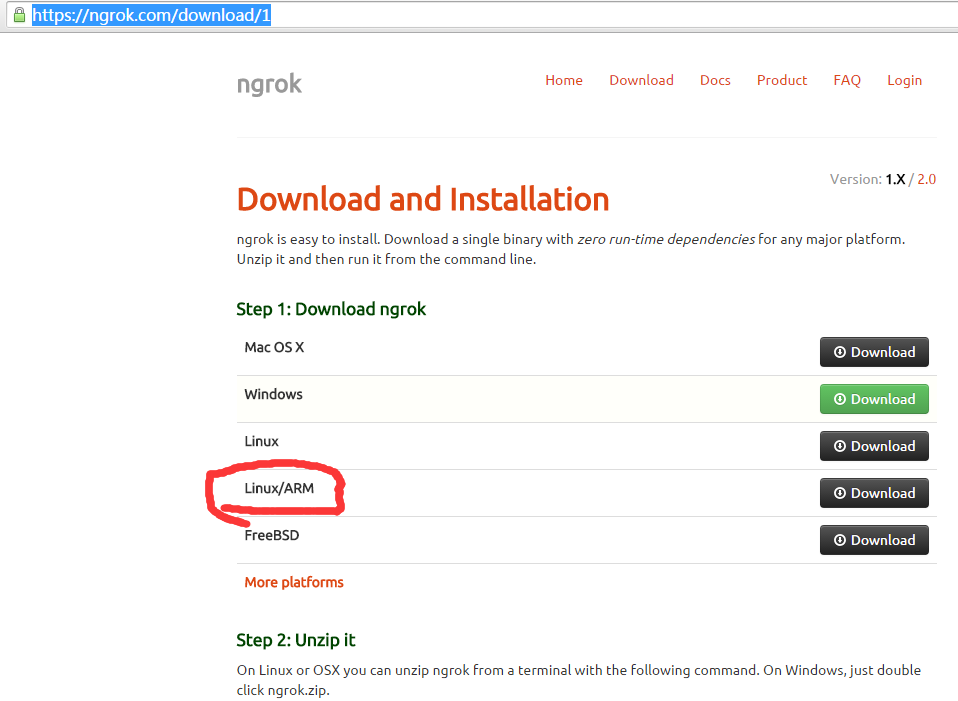 https://ngrok.com/download/1
ngrok
Home Download Docs Product FAQ Login
Version: 1.X / 2.0
Download and Installation
ngrok is easy to install. Download a single binary with zero run-time dependencies for any major platform.
Unzip it and then run it from the command line.
Step 1: Download ngrok
Mac OS X Download
Windows Download
Linux Download
Linux/ARM Download
FreeBSD Download
More platforms
Step 2: Unzip it
On Linux or OSX you can unzip ngrok from a terminal with the following command. On Windows, just double
click ngrok.zip.